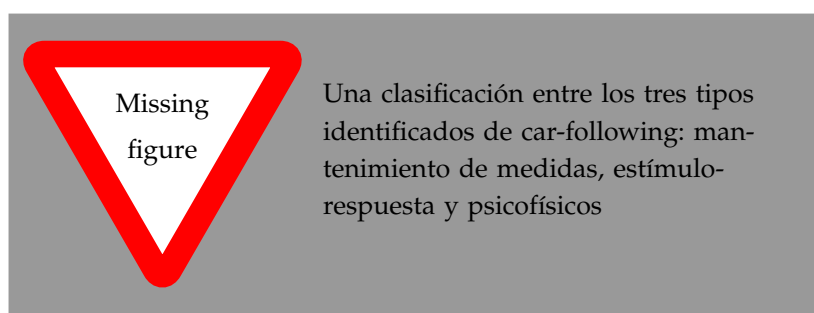 Missing
figure
Una clasificación entre los tres tipos
identificados de car-following: man-
tenimiento de medidas, estímulo-
respuesta y psicofísicos